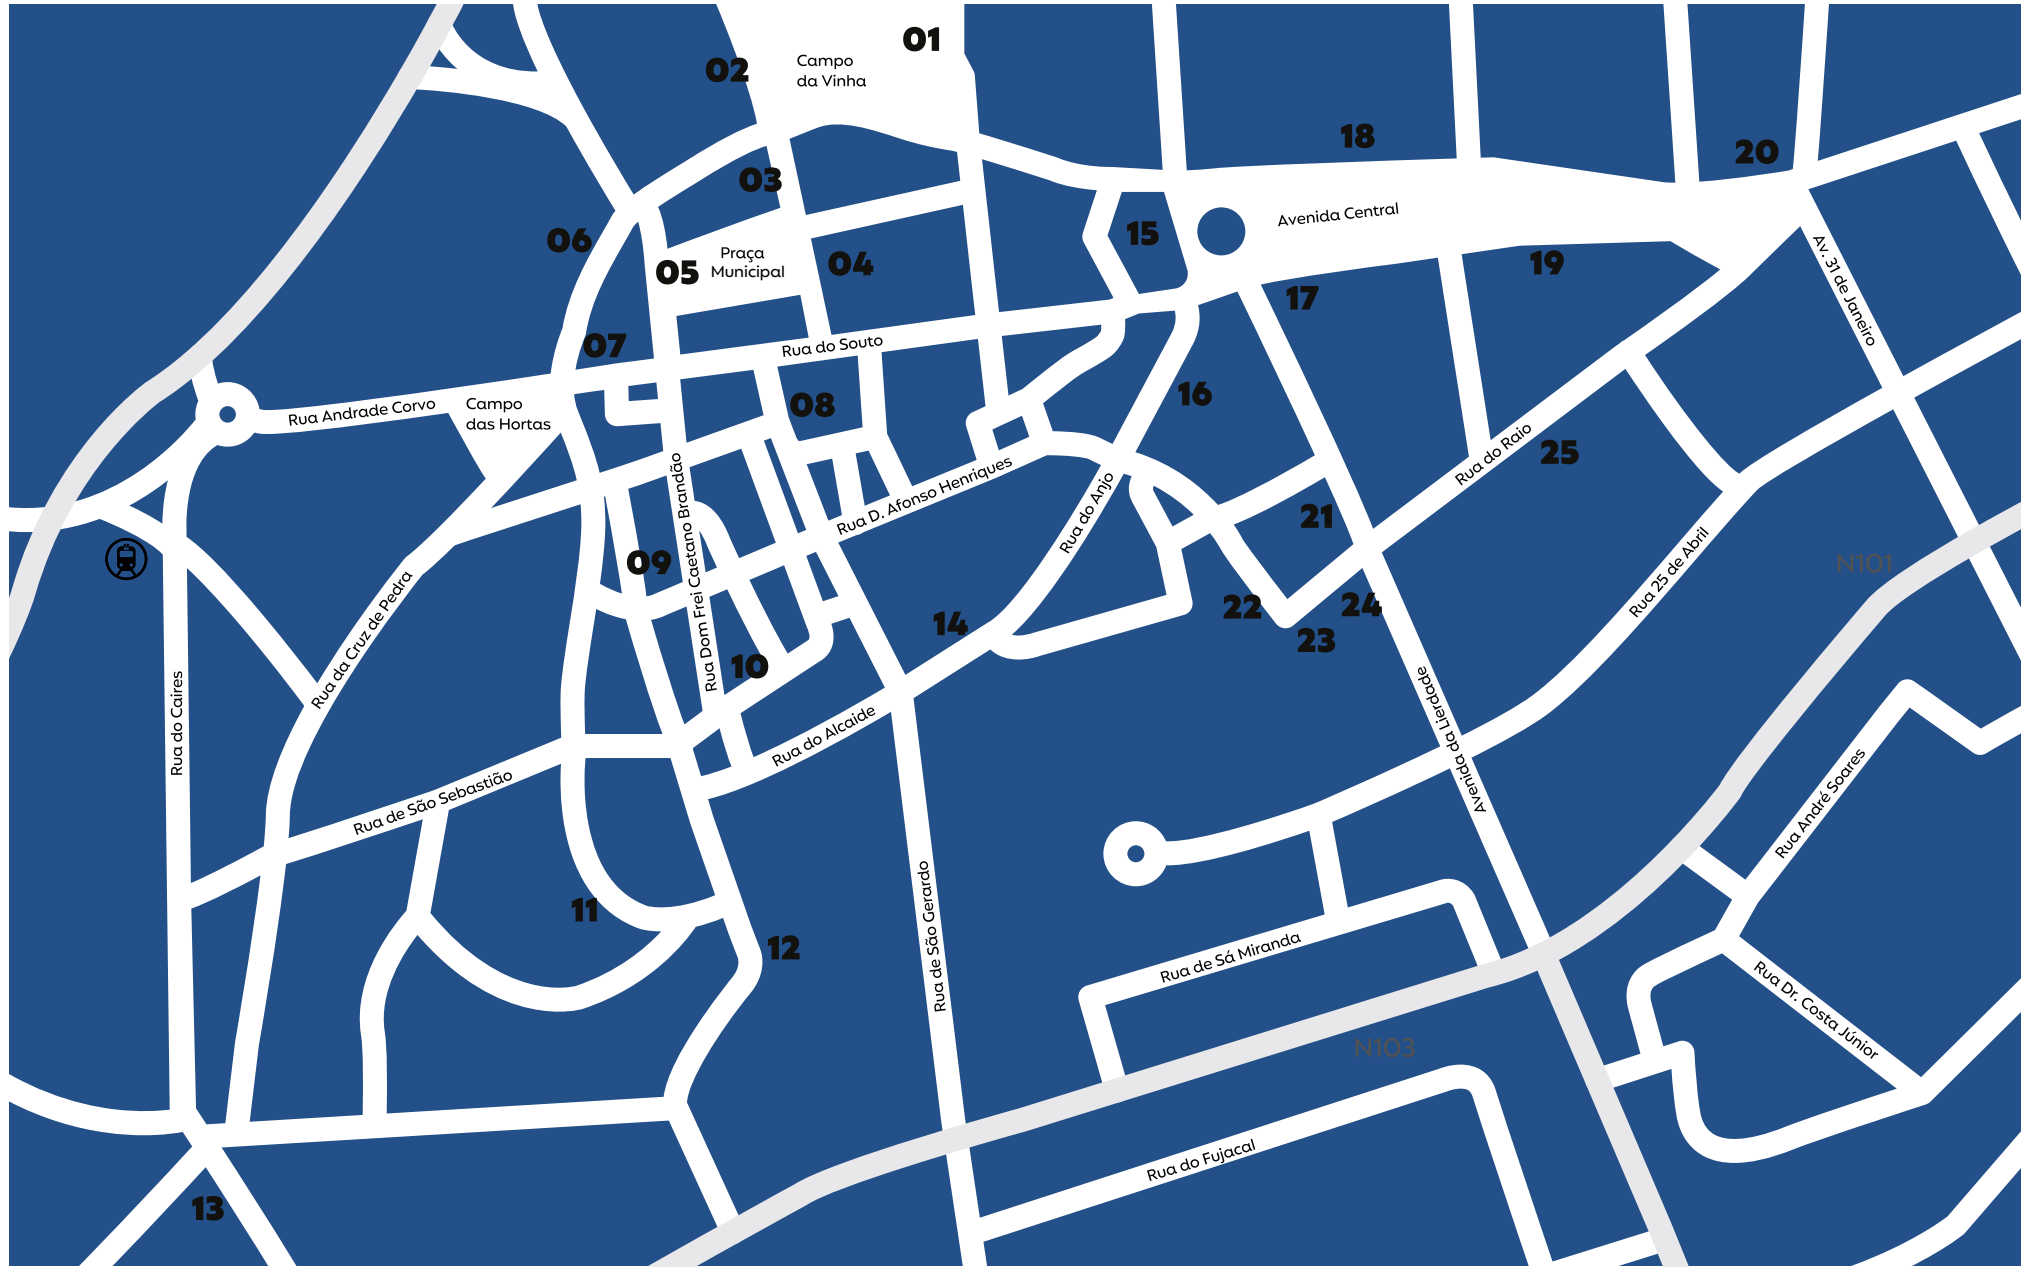 01
02
Campo
da Vinha
18
20
03
Avenida Central
15
06
Praça
Municipal
05
04
19
17
Av. 31 de Janeiro
07
Rua do Souto
16
08
Rua Andrade Corvo
Campo
das Hortas
Rua do Raio
25
Rua D. Afonso Henriques
Rua do Anjo
21
09
Rua Dom Frei Caetano Brandão
N101
Rua 25 de Abril
Rua da Cruz de Pedra
22
24
23
14
10
Rua do Caires
Rua do Alcaide
Avenida da Lierdade
Rua de São Sebastião
Rua André Soares
11
12
Rua de São Gerardo
Rua de Sá Miranda
Rua Dr. Costa Júnior
N103
Rua do Fujacal
13